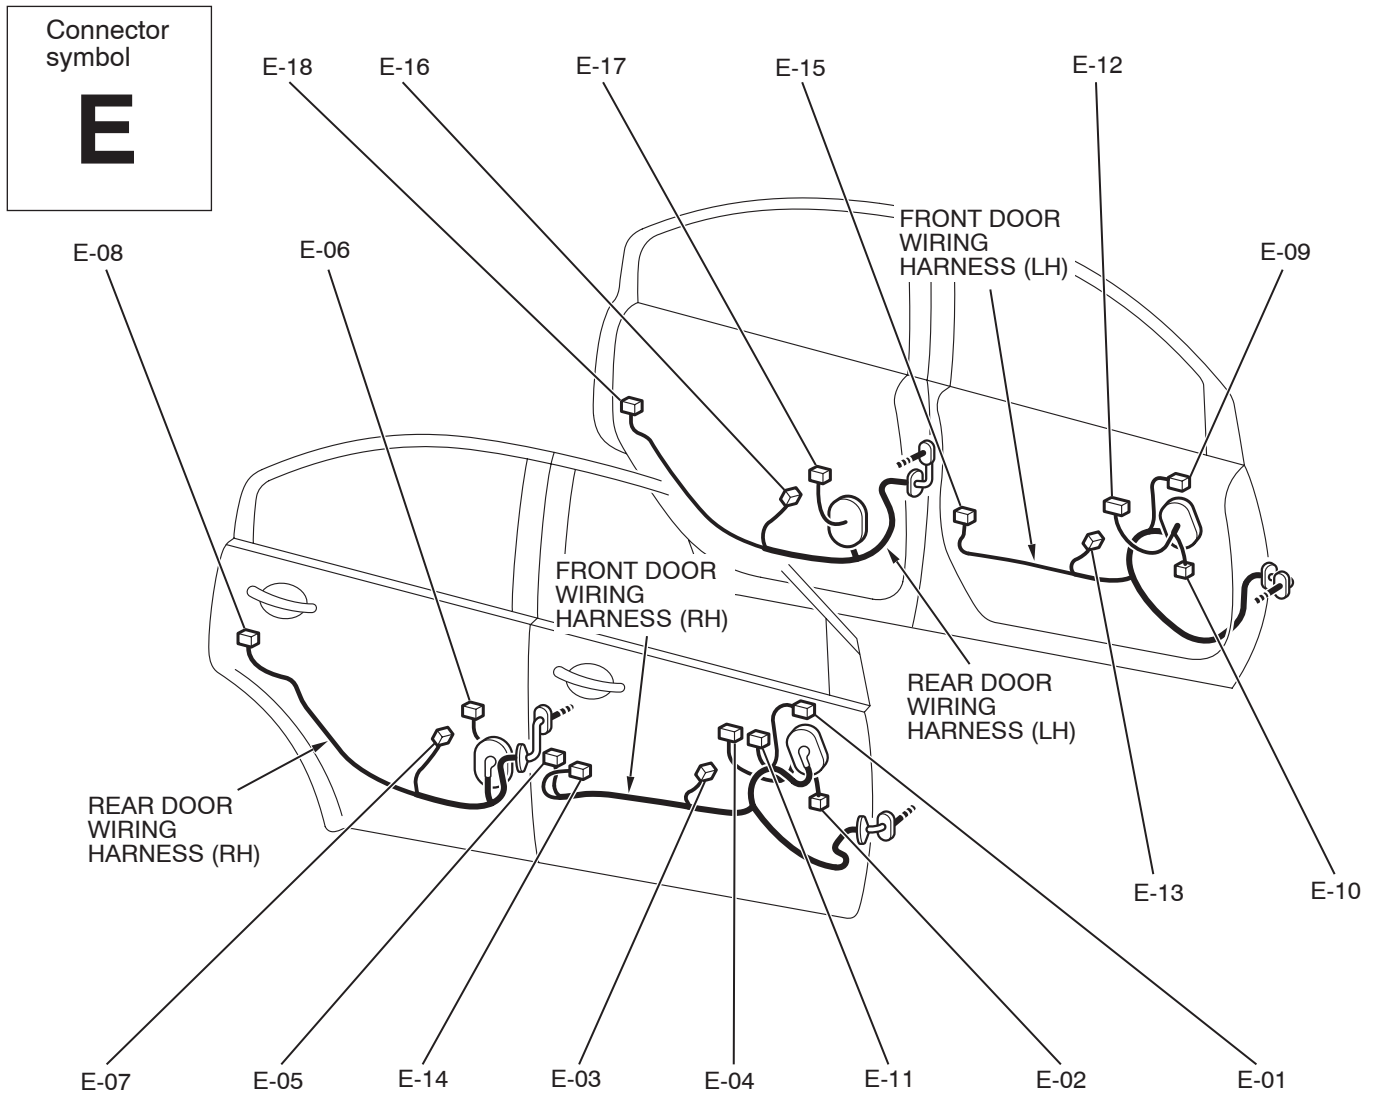 Connector
symbol
E
E-18
E-16
E-17
E-15
E-12
E-08
E-06
FRONT DOOR
WIRING
HARNESS (LH)
E-09
FRONT DOOR
WIRING
HARNESS (RH)
REAR DOOR
WIRING
HARNESS (LH)
REAR DOOR
WIRING
HARNESS (RH)
E-13
E-10
E-07
E-05
E-14
E-03
E-04
E-11
E-02
E-01